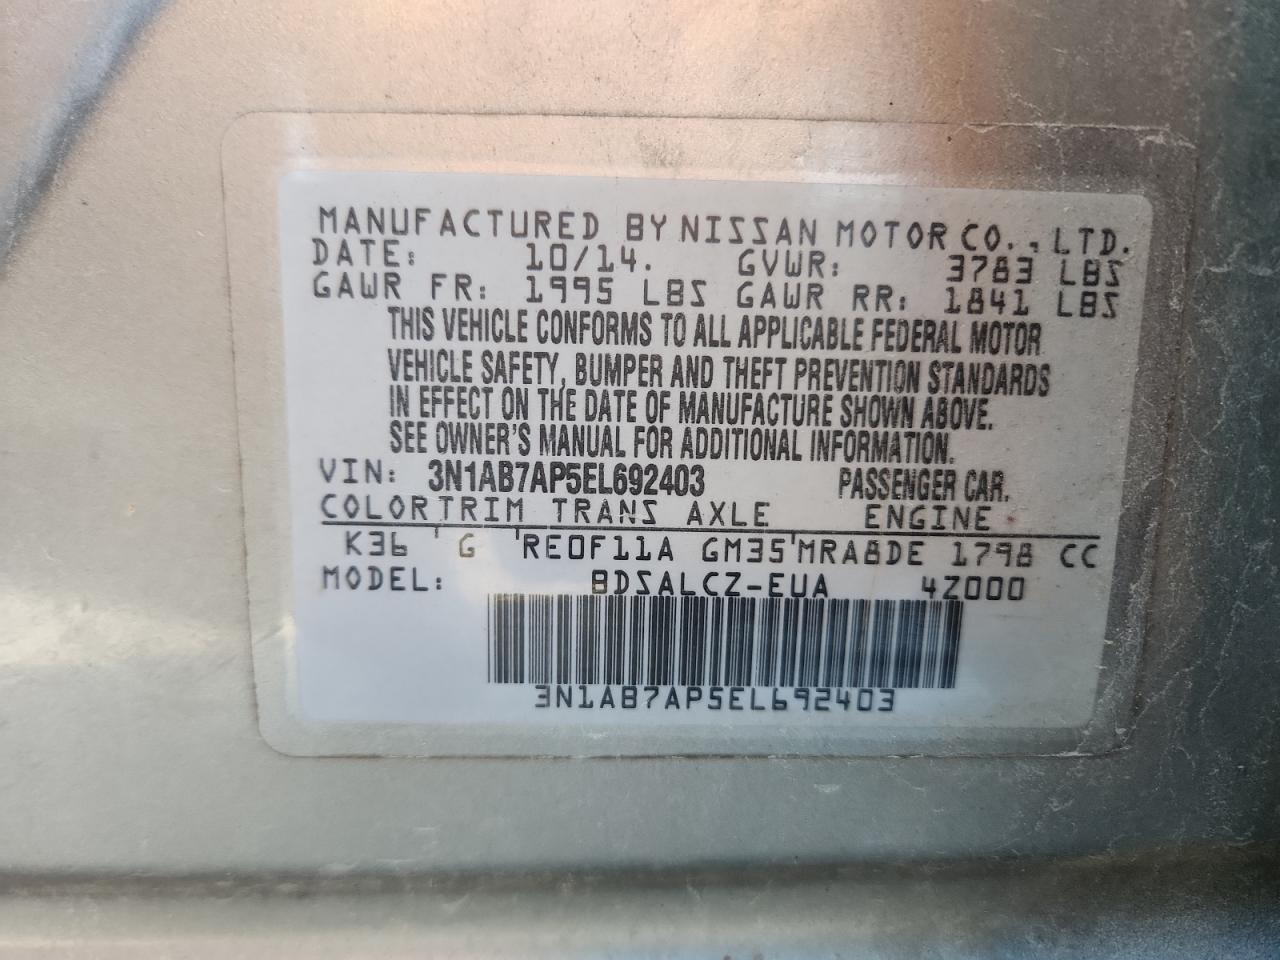 MANUFACTURED BY NISSAN MOTOR CO., LTD.
DATE: 10/14. GVWR: 3783 LBS
GAWR FR: 1995 LBS GAWR RR: 1841 LBS
THIS VEHICLE CONFORMS TO ALL APPLICABLE FEDERAL MOTOR
VEHICLE SAFETY, BUMPER AND THEFT PREVENTION STANDARDS
IN EFFECT ON THE DATE OF MANUFACTURE SHOWN ABOVE.
SEE OWNER'S MANUAL FOR ADDITIONAL INFORMATION.
VIN: 3N1AB7AP5EL692403 PASSENGER CAR.
COLOR TRIM TRANS AXLE ENGINE
K36 ' G 'RE0F11A GM35'MRA8DE 1798 CC
MODEL: BDSALCZ-EUA 4Z000
3N1AB7AP5EL692403